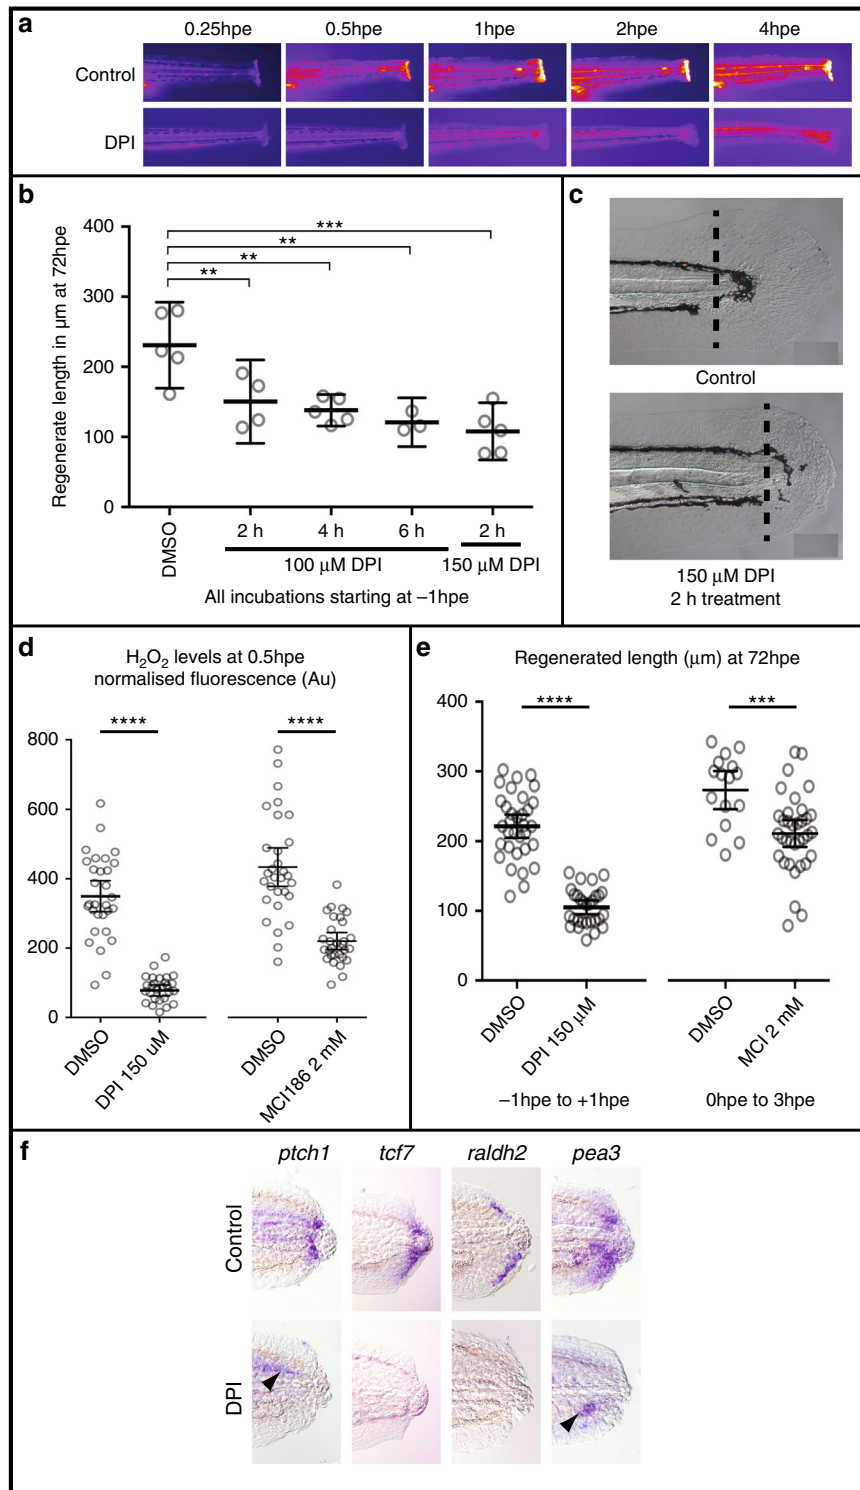 a
0.25hpe 0.5hpe 1hpe 2hpe 4hpe
Control
DPI
b
Regenerate length in μm at 72hpe
400
300
200
100
0
***
**
**
**
DMSO
2 h 4 h 6 h 2 h
100 μM DPI 150 μM DPI
All incubations starting at –1hpe
c
Control
150 μM DPI
2 h treatment
d
H₂O₂ levels at 0.5hpe
normalised fluorescence (Au)
**** ****
800
600
400
200
0
DMSO
DPI 150 uM
DMSO
MCI186 2 mM
e
Regenerated length (μm) at 72hpe
**** ***
400
300
200
100
0
DMSO
DPI 150 μM
DMSO
MCI 2 mM
–1hpe to +1hpe 0hpe to 3hpe
f
ptch1 tcf7 raldh2 pea3
Control
DPI